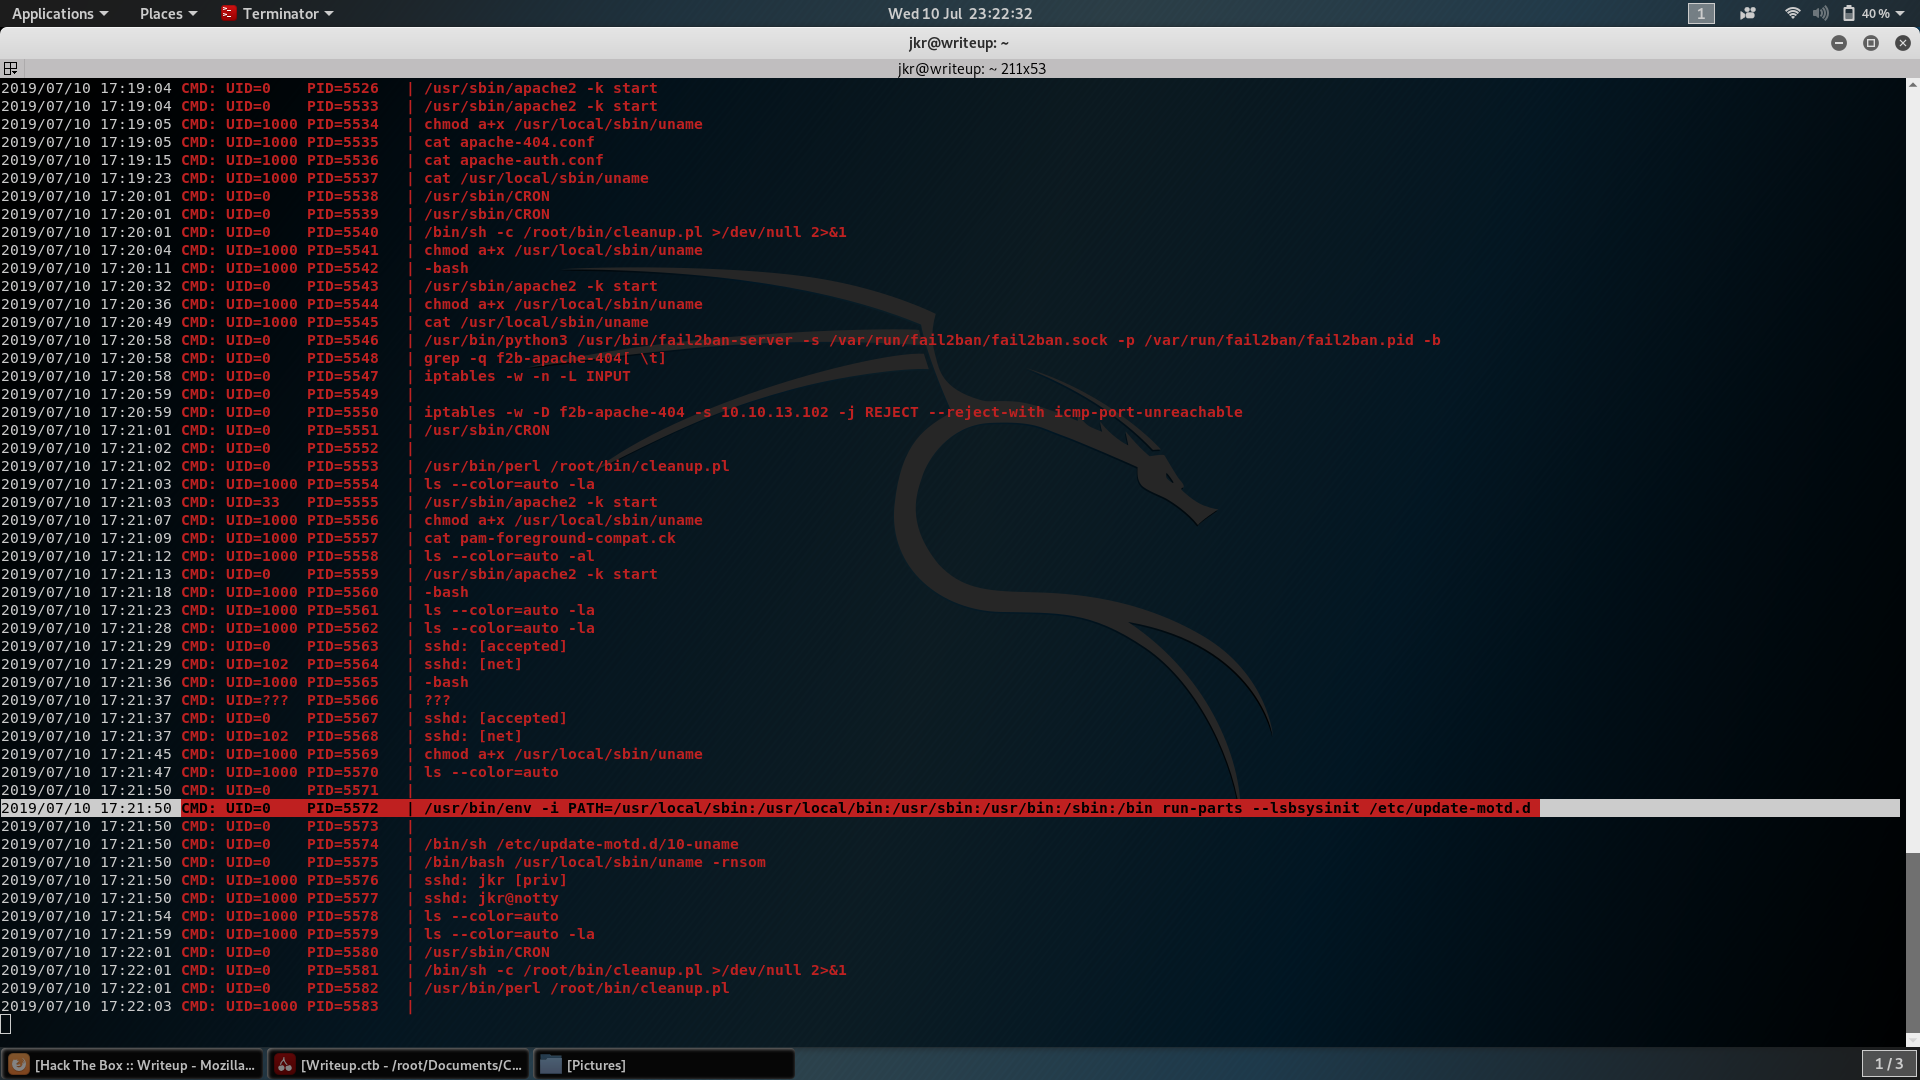 Applications Places Terminator Wed 10 Jul 23:22:32 1 40 %
jkr@writeup: ~
jkr@writeup: ~ 211x53
2019/07/10 17:19:04 CMD: UID=0 PID=5526 | /usr/sbin/apache2 -k start
2019/07/10 17:19:04 CMD: UID=0 PID=5533 | /usr/sbin/apache2 -k start
2019/07/10 17:19:05 CMD: UID=1000 PID=5534 | chmod a+x /usr/local/sbin/uname
2019/07/10 17:19:05 CMD: UID=1000 PID=5535 | cat apache-404.conf
2019/07/10 17:19:15 CMD: UID=1000 PID=5536 | cat apache-auth.conf
2019/07/10 17:19:23 CMD: UID=1000 PID=5537 | cat /usr/local/sbin/uname
2019/07/10 17:20:01 CMD: UID=0 PID=5538 | /usr/sbin/CRON
2019/07/10 17:20:01 CMD: UID=0 PID=5539 | /usr/sbin/CRON
2019/07/10 17:20:01 CMD: UID=0 PID=5540 | /bin/sh -c /root/bin/cleanup.pl >/dev/null 2>&1
2019/07/10 17:20:04 CMD: UID=1000 PID=5541 | chmod a+x /usr/local/sbin/uname
2019/07/10 17:20:11 CMD: UID=1000 PID=5542 | -bash
2019/07/10 17:20:32 CMD: UID=0 PID=5543 | /usr/sbin/apache2 -k start
2019/07/10 17:20:36 CMD: UID=1000 PID=5544 | chmod a+x /usr/local/sbin/uname
2019/07/10 17:20:49 CMD: UID=1000 PID=5545 | cat /usr/local/sbin/uname
2019/07/10 17:20:58 CMD: UID=0 PID=5546 | /usr/bin/python3 /usr/bin/fail2ban-server -s /var/run/fail2ban/fail2ban.sock -p /var/run/fail2ban/fail2ban.pid -b
2019/07/10 17:20:58 CMD: UID=0 PID=5548 | grep -q f2b-apache-404[ \t]
2019/07/10 17:20:58 CMD: UID=0 PID=5547 | iptables -w -n -L INPUT
2019/07/10 17:20:59 CMD: UID=0 PID=5549 |
2019/07/10 17:20:59 CMD: UID=0 PID=5550 | iptables -w -D f2b-apache-404 -s 10.10.13.102 -j REJECT --reject-with icmp-port-unreachable
2019/07/10 17:21:01 CMD: UID=0 PID=5551 | /usr/sbin/CRON
2019/07/10 17:21:02 CMD: UID=0 PID=5552 |
2019/07/10 17:21:02 CMD: UID=0 PID=5553 | /usr/bin/perl /root/bin/cleanup.pl
2019/07/10 17:21:03 CMD: UID=1000 PID=5554 | ls --color=auto -la
2019/07/10 17:21:03 CMD: UID=33 PID=5555 | /usr/sbin/apache2 -k start
2019/07/10 17:21:07 CMD: UID=1000 PID=5556 | chmod a+x /usr/local/sbin/uname
2019/07/10 17:21:09 CMD: UID=1000 PID=5557 | cat pam-foreground-compat.ck
2019/07/10 17:21:12 CMD: UID=1000 PID=5558 | ls --color=auto -al
2019/07/10 17:21:13 CMD: UID=0 PID=5559 | /usr/sbin/apache2 -k start
2019/07/10 17:21:18 CMD: UID=1000 PID=5560 | -bash
2019/07/10 17:21:23 CMD: UID=1000 PID=5561 | ls --color=auto -la
2019/07/10 17:21:28 CMD: UID=1000 PID=5562 | ls --color=auto -la
2019/07/10 17:21:29 CMD: UID=0 PID=5563 | sshd: [accepted]
2019/07/10 17:21:29 CMD: UID=102 PID=5564 | sshd: [net]
2019/07/10 17:21:36 CMD: UID=1000 PID=5565 | -bash
2019/07/10 17:21:37 CMD: UID=??? PID=5566 | ???
2019/07/10 17:21:37 CMD: UID=0 PID=5567 | sshd: [accepted]
2019/07/10 17:21:37 CMD: UID=102 PID=5568 | sshd: [net]
2019/07/10 17:21:45 CMD: UID=1000 PID=5569 | chmod a+x /usr/local/sbin/uname
2019/07/10 17:21:47 CMD: UID=1000 PID=5570 | ls --color=auto
2019/07/10 17:21:50 CMD: UID=0 PID=5571 |
2019/07/10 17:21:50 CMD: UID=0 PID=5572 | /usr/bin/env -i PATH=/usr/local/sbin:/usr/local/bin:/usr/sbin:/usr/bin:/sbin:/bin run-parts --lsbsysinit /etc/update-motd.d
2019/07/10 17:21:50 CMD: UID=0 PID=5573 |
2019/07/10 17:21:50 CMD: UID=0 PID=5574 | /bin/sh /etc/update-motd.d/10-uname
2019/07/10 17:21:50 CMD: UID=0 PID=5575 | /bin/bash /usr/local/sbin/uname -rnsom
2019/07/10 17:21:50 CMD: UID=1000 PID=5576 | sshd: jkr [priv]
2019/07/10 17:21:50 CMD: UID=1000 PID=5577 | sshd: jkr@notty
2019/07/10 17:21:54 CMD: UID=1000 PID=5578 | ls --color=auto
2019/07/10 17:21:59 CMD: UID=1000 PID=5579 | ls --color=auto -la
2019/07/10 17:22:01 CMD: UID=0 PID=5580 | /usr/sbin/CRON
2019/07/10 17:22:01 CMD: UID=0 PID=5581 | /bin/sh -c /root/bin/cleanup.pl >/dev/null 2>&1
2019/07/10 17:22:01 CMD: UID=0 PID=5582 | /usr/bin/perl /root/bin/cleanup.pl
2019/07/10 17:22:03 CMD: UID=1000 PID=5583 |
[Hack The Box :: Writeup - Mozilla... [Writeup.ctb - /root/Documents/C... [Pictures] 1 / 3